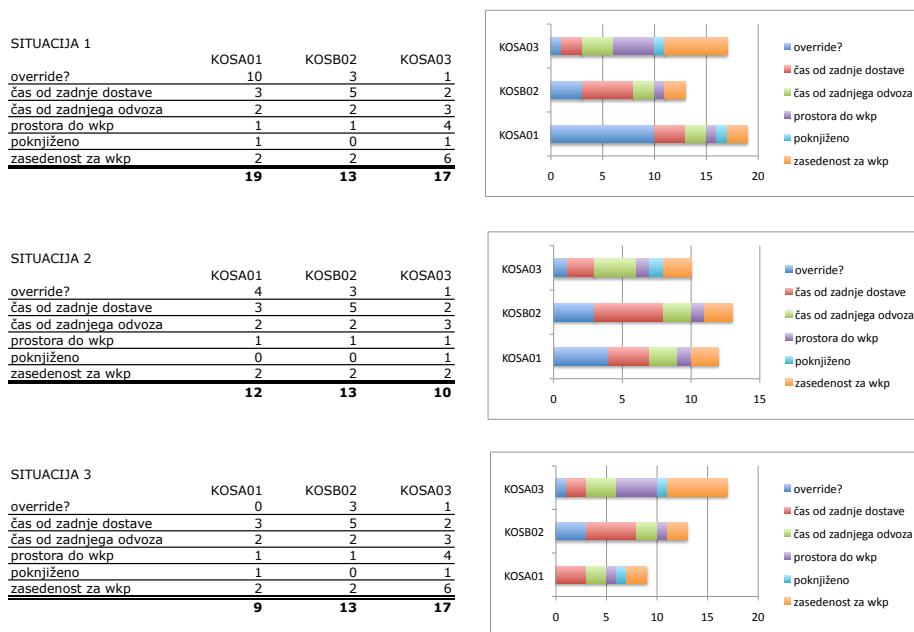 SITUACIJA 1
KOSA01 KOSB02 KOSA03
override? 10 3 1
čas od zadnje dostave 3 5 2
čas od zadnjega odvoza 2 2 3
prostora do wkp 1 1 4
poknjiženo 1 0 1
zasedenost za wkp 2 2 6
19 13 17
KOSA03
KOSB02
KOSA01
0 5 10 15 20
override?
čas od zadnje dostave
čas od zadnjega odvoza
prostora do wkp
poknjiženo
zasedenost za wkp
SITUACIJA 2
KOSA01 KOSB02 KOSA03
override? 4 3 1
čas od zadnje dostave 3 5 2
čas od zadnjega odvoza 2 2 3
prostora do wkp 1 1 1
poknjiženo 0 0 1
zasedenost za wkp 2 2 2
12 13 10
KOSA03
KOSB02
KOSA01
0 5 10 15
override?
čas od zadnje dostave
čas od zadnjega odvoza
prostora do wkp
poknjiženo
zasedenost za wkp
SITUACIJA 3
KOSA01 KOSB02 KOSA03
override? 0 3 1
čas od zadnje dostave 3 5 2
čas od zadnjega odvoza 2 2 3
prostora do wkp 1 1 4
poknjiženo 1 0 1
zasedenost za wkp 2 2 6
9 13 17
KOSA03
KOSB02
KOSA01
0 5 10 15 20
override?
čas od zadnje dostave
čas od zadnjega odvoza
prostora do wkp
poknjiženo
zasedenost za wkp